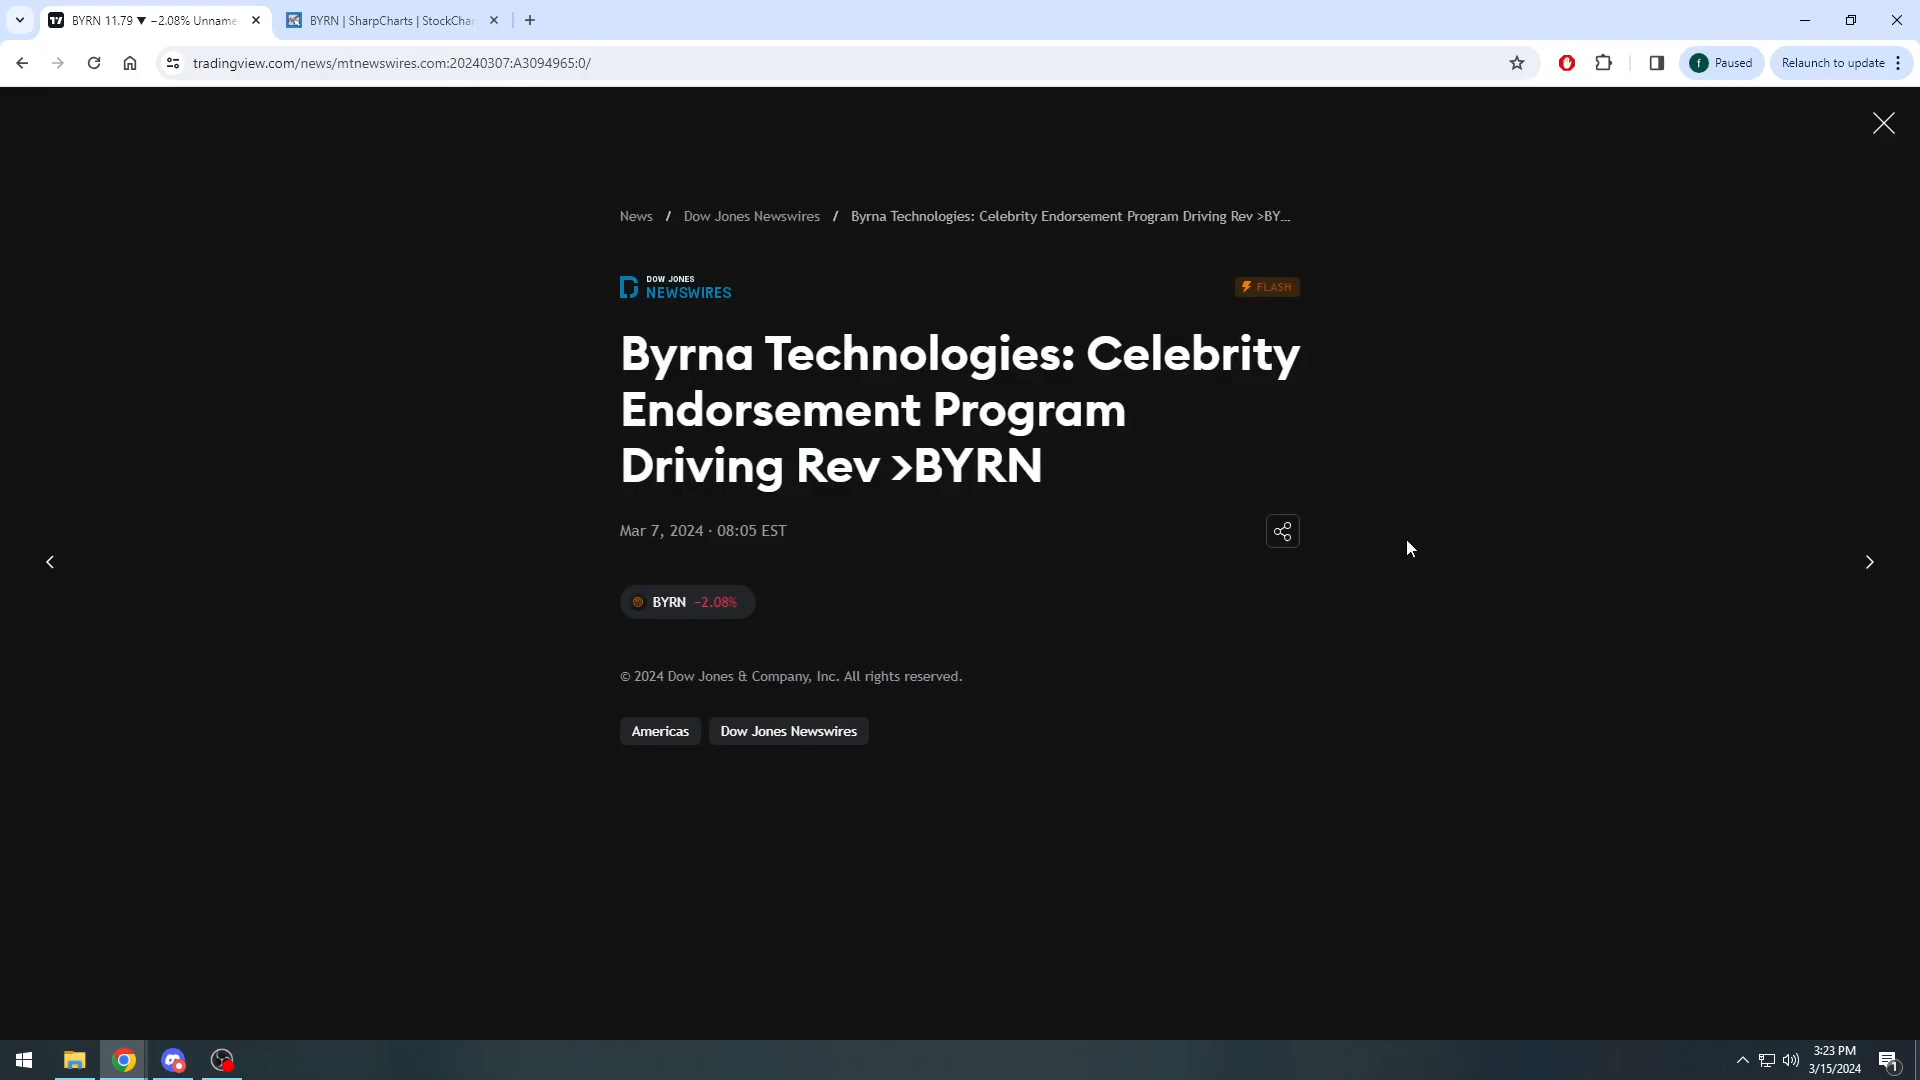 BYRN 11.79 ▼ −2.08% Unname
BYRN | SharpCharts | StockChar
tradingview.com/news/mtnewswires.com:20240307:A3094965:0/
f
Paused
Relaunch to update
News / Dow Jones Newswires / Byrna Technologies: Celebrity Endorsement Program Driving Rev >BY...
DOW JONES
NEWSWIRES
FLASH
Byrna Technologies: Celebrity
Endorsement Program
Driving Rev >BYRN
Mar 7, 2024 · 08:05 EST
BYRN −2.08%
© 2024 Dow Jones & Company, Inc. All rights reserved.
Americas
Dow Jones Newswires
3:23 PM
3/15/2024
1